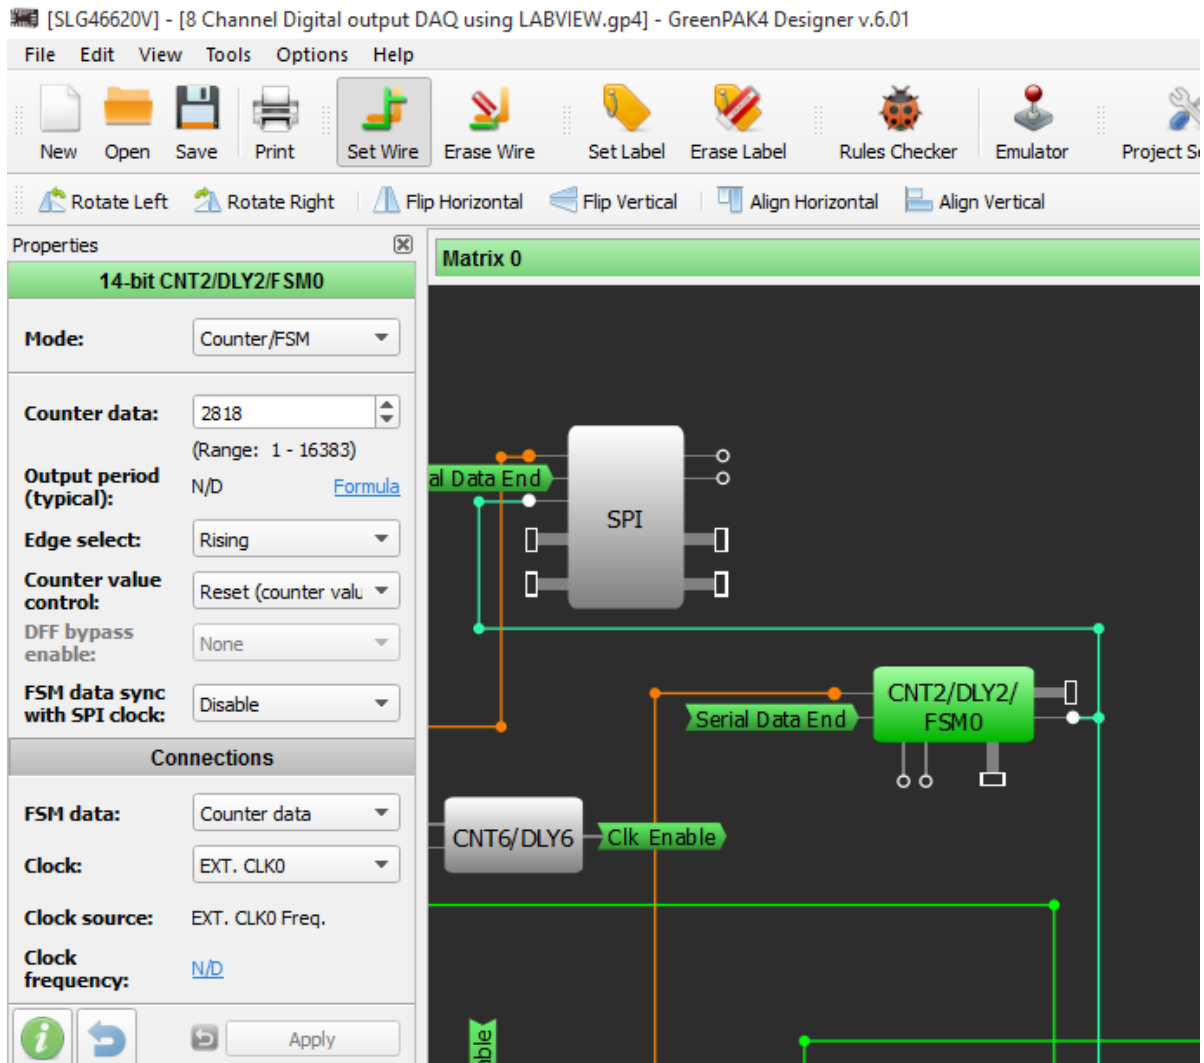 [SLG46620V] - [8 Channel Digital output DAQ using LABVIEW.gp4] - GreenPAK4 Designer v.6.01
File Edit View Tools Options Help
New Open Save Print Set Wire Erase Wire Set Label Erase Label Rules Checker Emulator Project Se
Rotate Left Rotate Right Flip Horizontal Flip Vertical Align Horizontal Align Vertical
Properties
14-bit CNT2/DLY2/FSM0
Mode: Counter/FSM
Counter data: 2818
(Range: 1 - 16383)
Output period
(typical): N/D Formula
Edge select: Rising
Counter value
control: Reset (counter valu
DFF bypass
enable: None
FSM data sync
with SPI clock: Disable
Connections
FSM data: Counter data
Clock: EXT. CLK0
Clock source: EXT. CLK0 Freq.
Clock
frequency: N/D
Apply
Matrix 0
al Data End
SPI
CNT2/DLY2/
FSM0
Serial Data End
CNT6/DLY6
Clk Enable
able